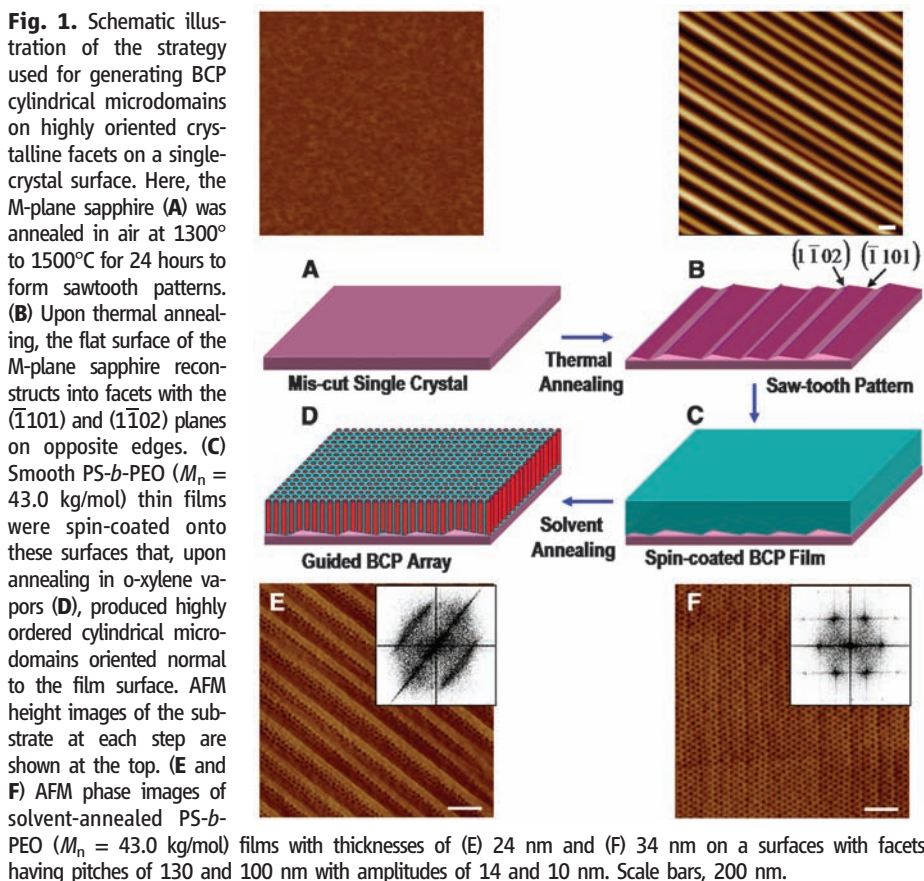 Fig. 1. Schematic illus-
tration of the strategy
used for generating BCP
cylindrical microdomains
on highly oriented crys-
talline facets on a single-
crystal surface. Here, the
M-plane sapphire (A) was
annealed in air at 1300°
to 1500°C for 24 hours to
form sawtooth patterns.
(B) Upon thermal anneal-
ing, the flat surface of the
M-plane sapphire recon-
structs into facets with the
(1̅101) and (11̅02) planes
on opposite edges. (C)
Smooth PS-b-PEO (Mn =
43.0 kg/mol) thin films
were spin-coated onto
these surfaces that, upon
annealing in o-xylene va-
pors (D), produced highly
ordered cylindrical micro-
domains oriented normal
to the film surface. AFM
height images of the sub-
strate at each step are
shown at the top. (E and
F) AFM phase images of
solvent-annealed PS-b-
PEO (Mn = 43.0 kg/mol) films with thicknesses of (E) 24 nm and (F) 34 nm on a surfaces with facets
having pitches of 130 and 100 nm with amplitudes of 14 and 10 nm. Scale bars, 200 nm.
A
Mis-cut Single Crystal
Thermal
Annealing
B
(1 1̅ 02) (1̅ 101)
Saw-tooth Pattern
D
Guided BCP Array
Solvent
Annealing
C
Spin-coated BCP Film
E
F